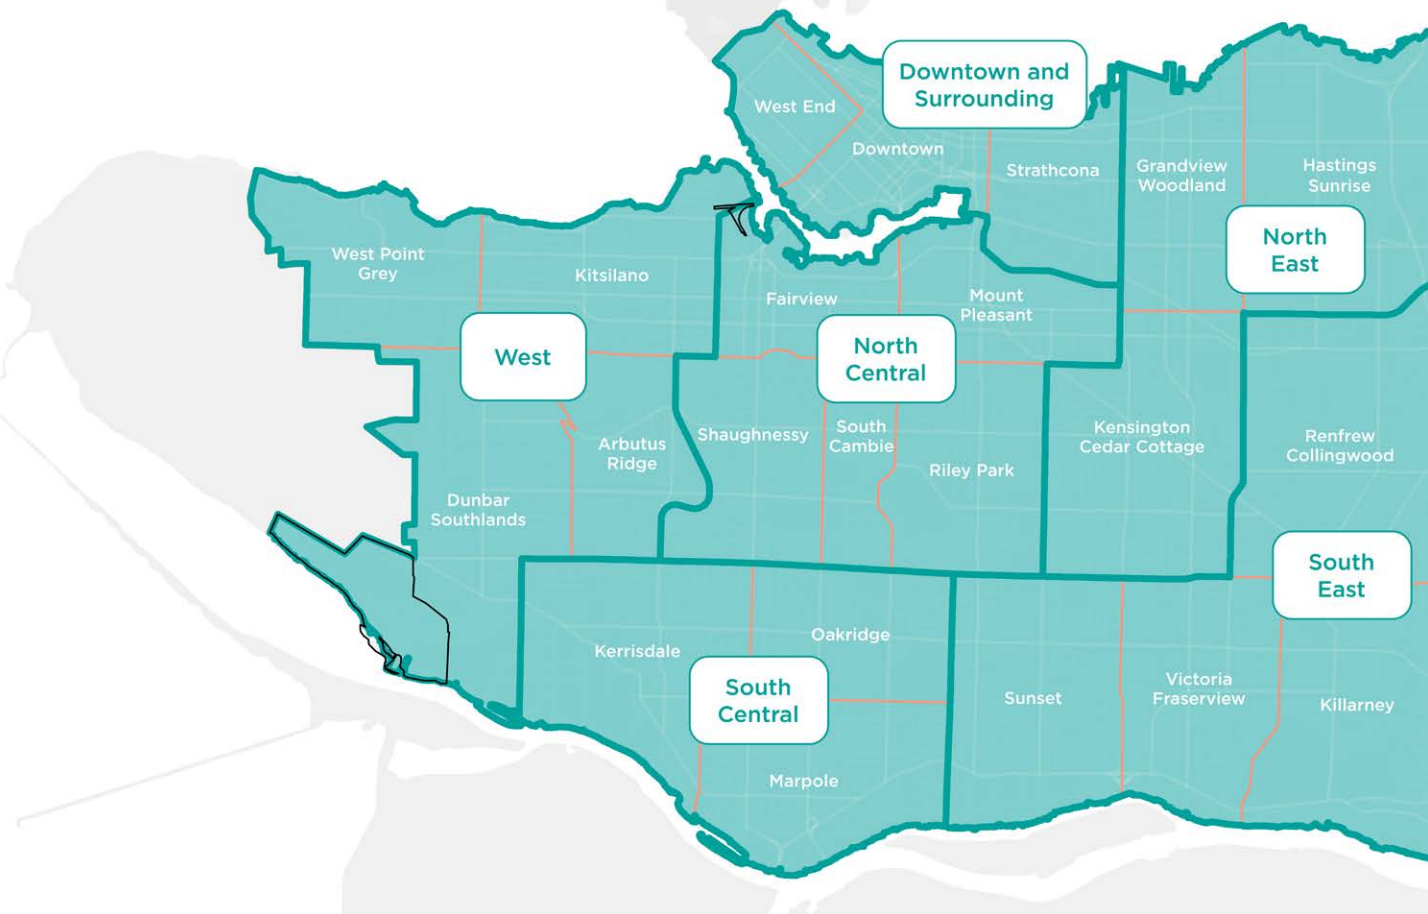 Downtown and
Surrounding
West End
Downtown
Strathcona
Grandview
Woodland
Hastings
Sunrise
North
East
West Point
Grey
Kitsilano
Fairview
Mount
Pleasant
West
North
Central
Shaughnessy
South
Cambie
Arbutus
Ridge
Riley Park
Kensington
Cedar Cottage
Renfrew
Collingwood
Dunbar
Southlands
South
East
Kerrisdale
Oakridge
South
Central
Sunset
Victoria
Fraserview
Killarney
Marpole